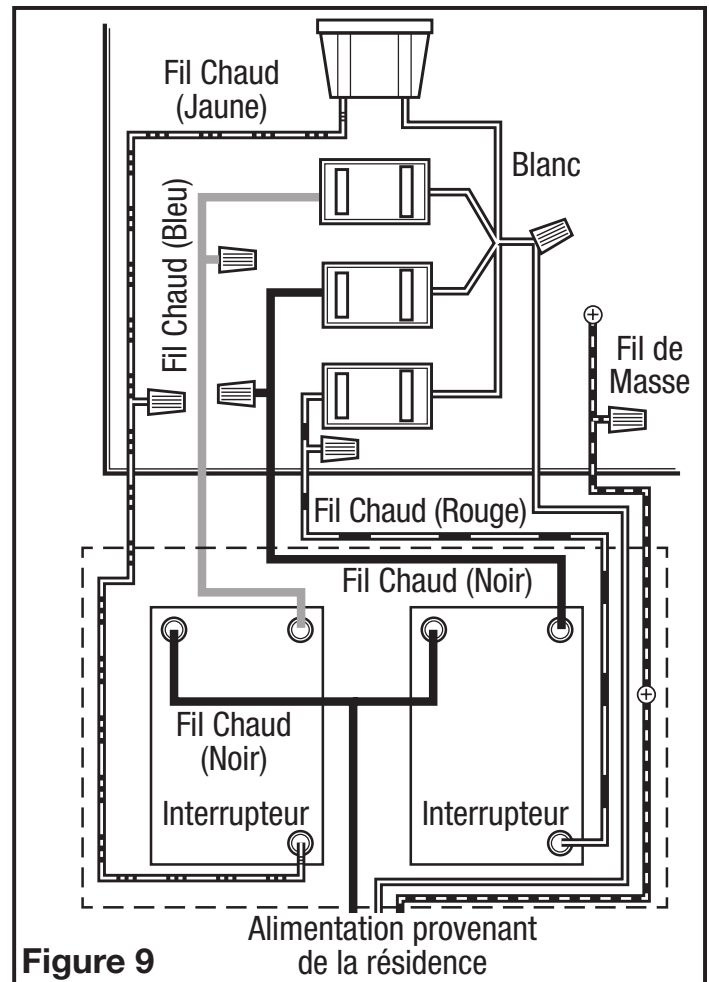 Fil Chaud
(Jaune)
Blanc
Fil Chaud (Bleu)
Fil de
Masse
Fil Chaud (Rouge)
Fil Chaud (Noir)
Fil Chaud
(Noir)
Interrupteur
Interrupteur
Alimentation provenant
de la résidence
Figure 9